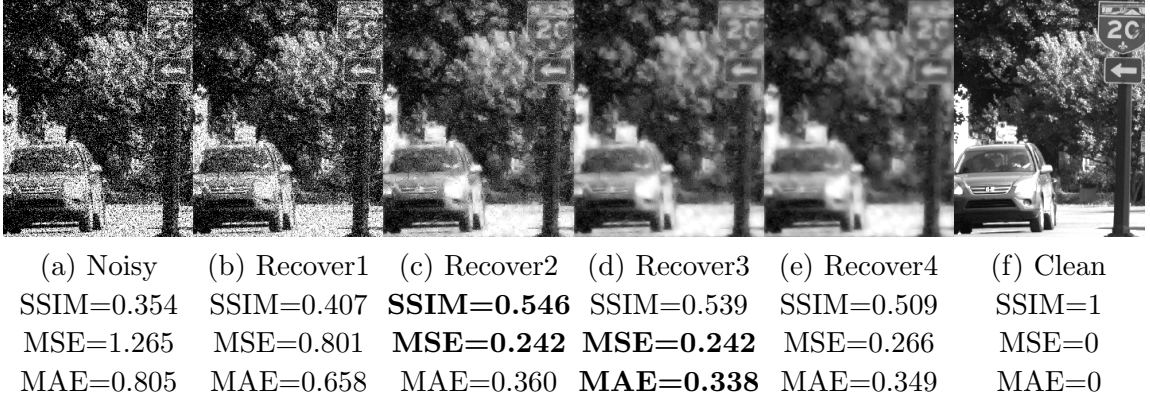 20
20
20
20
20
20
(a) Noisy (b) Recover1 (c) Recover2 (d) Recover3 (e) Recover4 (f) Clean
SSIM=0.354 SSIM=0.407 SSIM=0.546 SSIM=0.539 SSIM=0.509 SSIM=1
MSE=1.265 MSE=0.801 MSE=0.242 MSE=0.242 MSE=0.266 MSE=0
MAE=0.805 MAE=0.658 MAE=0.360 MAE=0.338 MAE=0.349 MAE=0